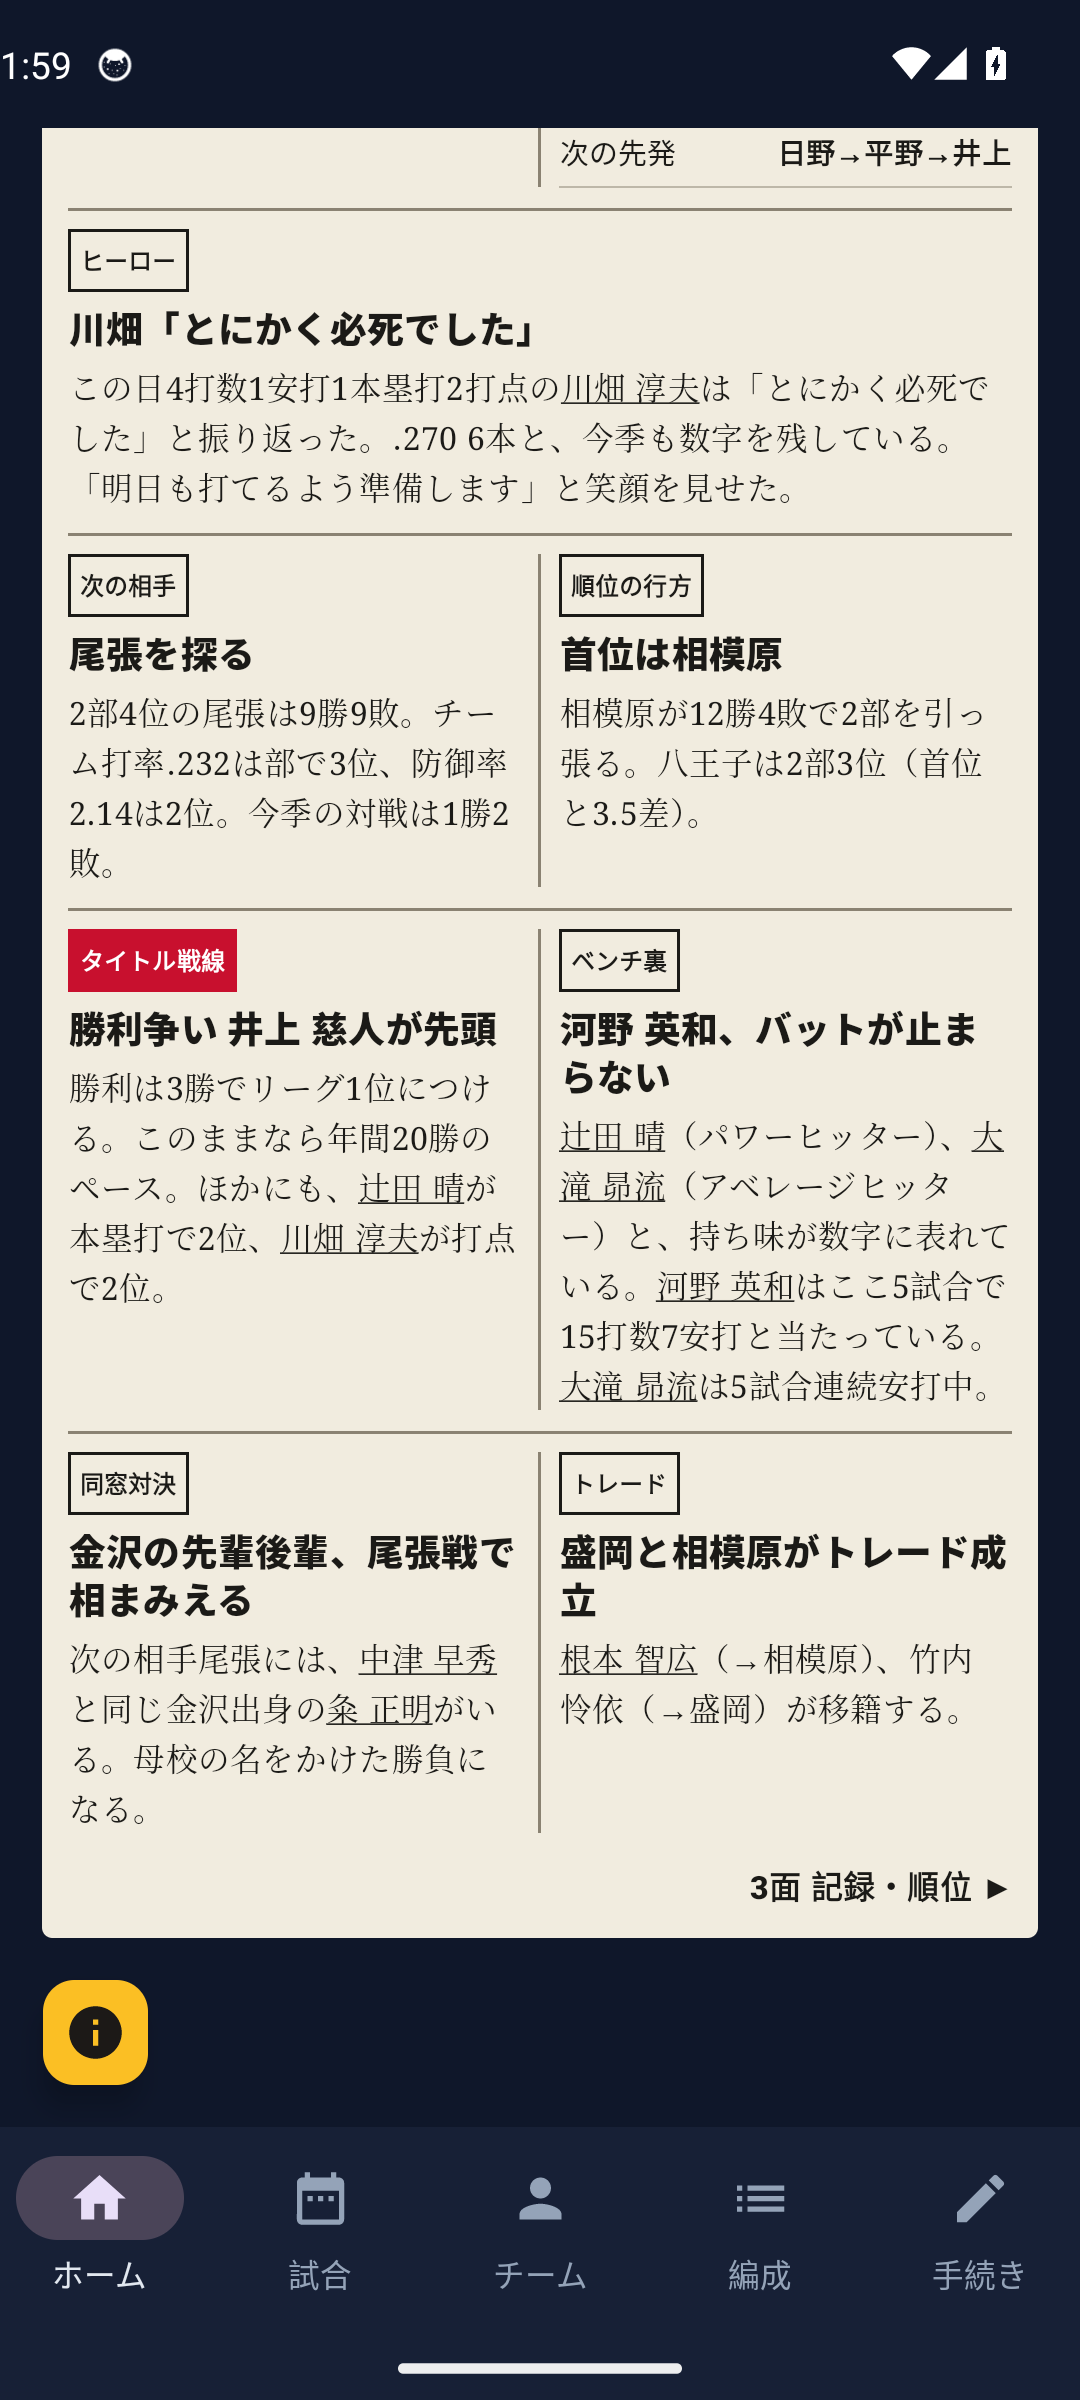 1:59
次の先発 日野→平野→井上
ヒーロー
川畑「とにかく必死でした」
この日4打数1安打1本塁打2打点の川畑 淳夫は「とにかく必死で
した」と振り返った。.270 6本と、今季も数字を残している。
「明日も打てるよう準備します」と笑顔を見せた。
次の相手
尾張を探る
2部4位の尾張は9勝9敗。チー
ム打率.232は部で3位、防御率
2.14は2位。今季の対戦は1勝2
敗。
順位の行方
首位は相模原
相模原が12勝4敗で2部を引っ
張る。八王子は2部3位（首位
と3.5差）。
タイトル戦線
勝利争い 井上 慈人が先頭
勝利は3勝でリーグ1位につけ
る。このままなら年間20勝の
ペース。ほかにも、辻田 晴が
本塁打で2位、川畑 淳夫が打点
で2位。
ベンチ裏
河野 英和、バットが止ま
らない
辻田 晴（パワーヒッター）、大
滝 昴流（アベレージヒッタ
ー）と、持ち味が数字に表れて
いる。河野 英和はここ5試合で
15打数7安打と当たっている。
大滝 昴流は5試合連続安打中。
同窓対決
金沢の先輩後輩、尾張戦で
相まみえる
次の相手尾張には、中津 早秀
と同じ金沢出身の粂 正明がい
る。母校の名をかけた勝負に
なる。
トレード
盛岡と相模原がトレード成
立
根本 智広（→相模原）、竹内
怜依（→盛岡）が移籍する。
3面 記録・順位 ▶
ホーム 試合 チーム 編成 手続き